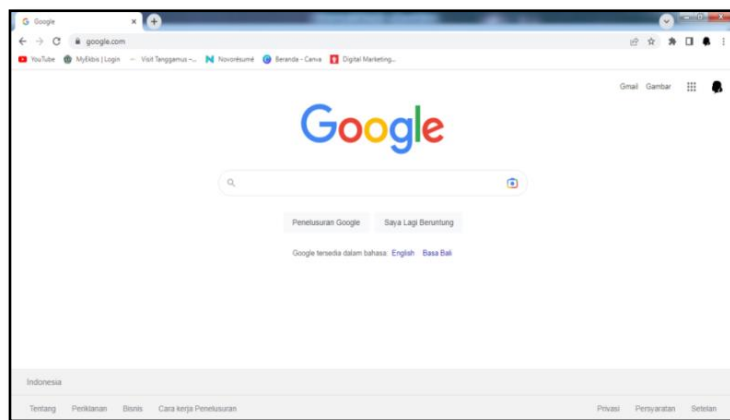 Google
google.com
YouTube MyEkbis | Login Visit Tanggamus –... Novorésumé Beranda - Canva Digital Marketing...
Gmail Gambar
Google
Penelusuran Google Saya Lagi Beruntung
Google tersedia dalam bahasa: English Basa Bali
Indonesia
Tentang Periklanan Bisnis Cara kerja Penelusuran Privasi Persyaratan Setelan